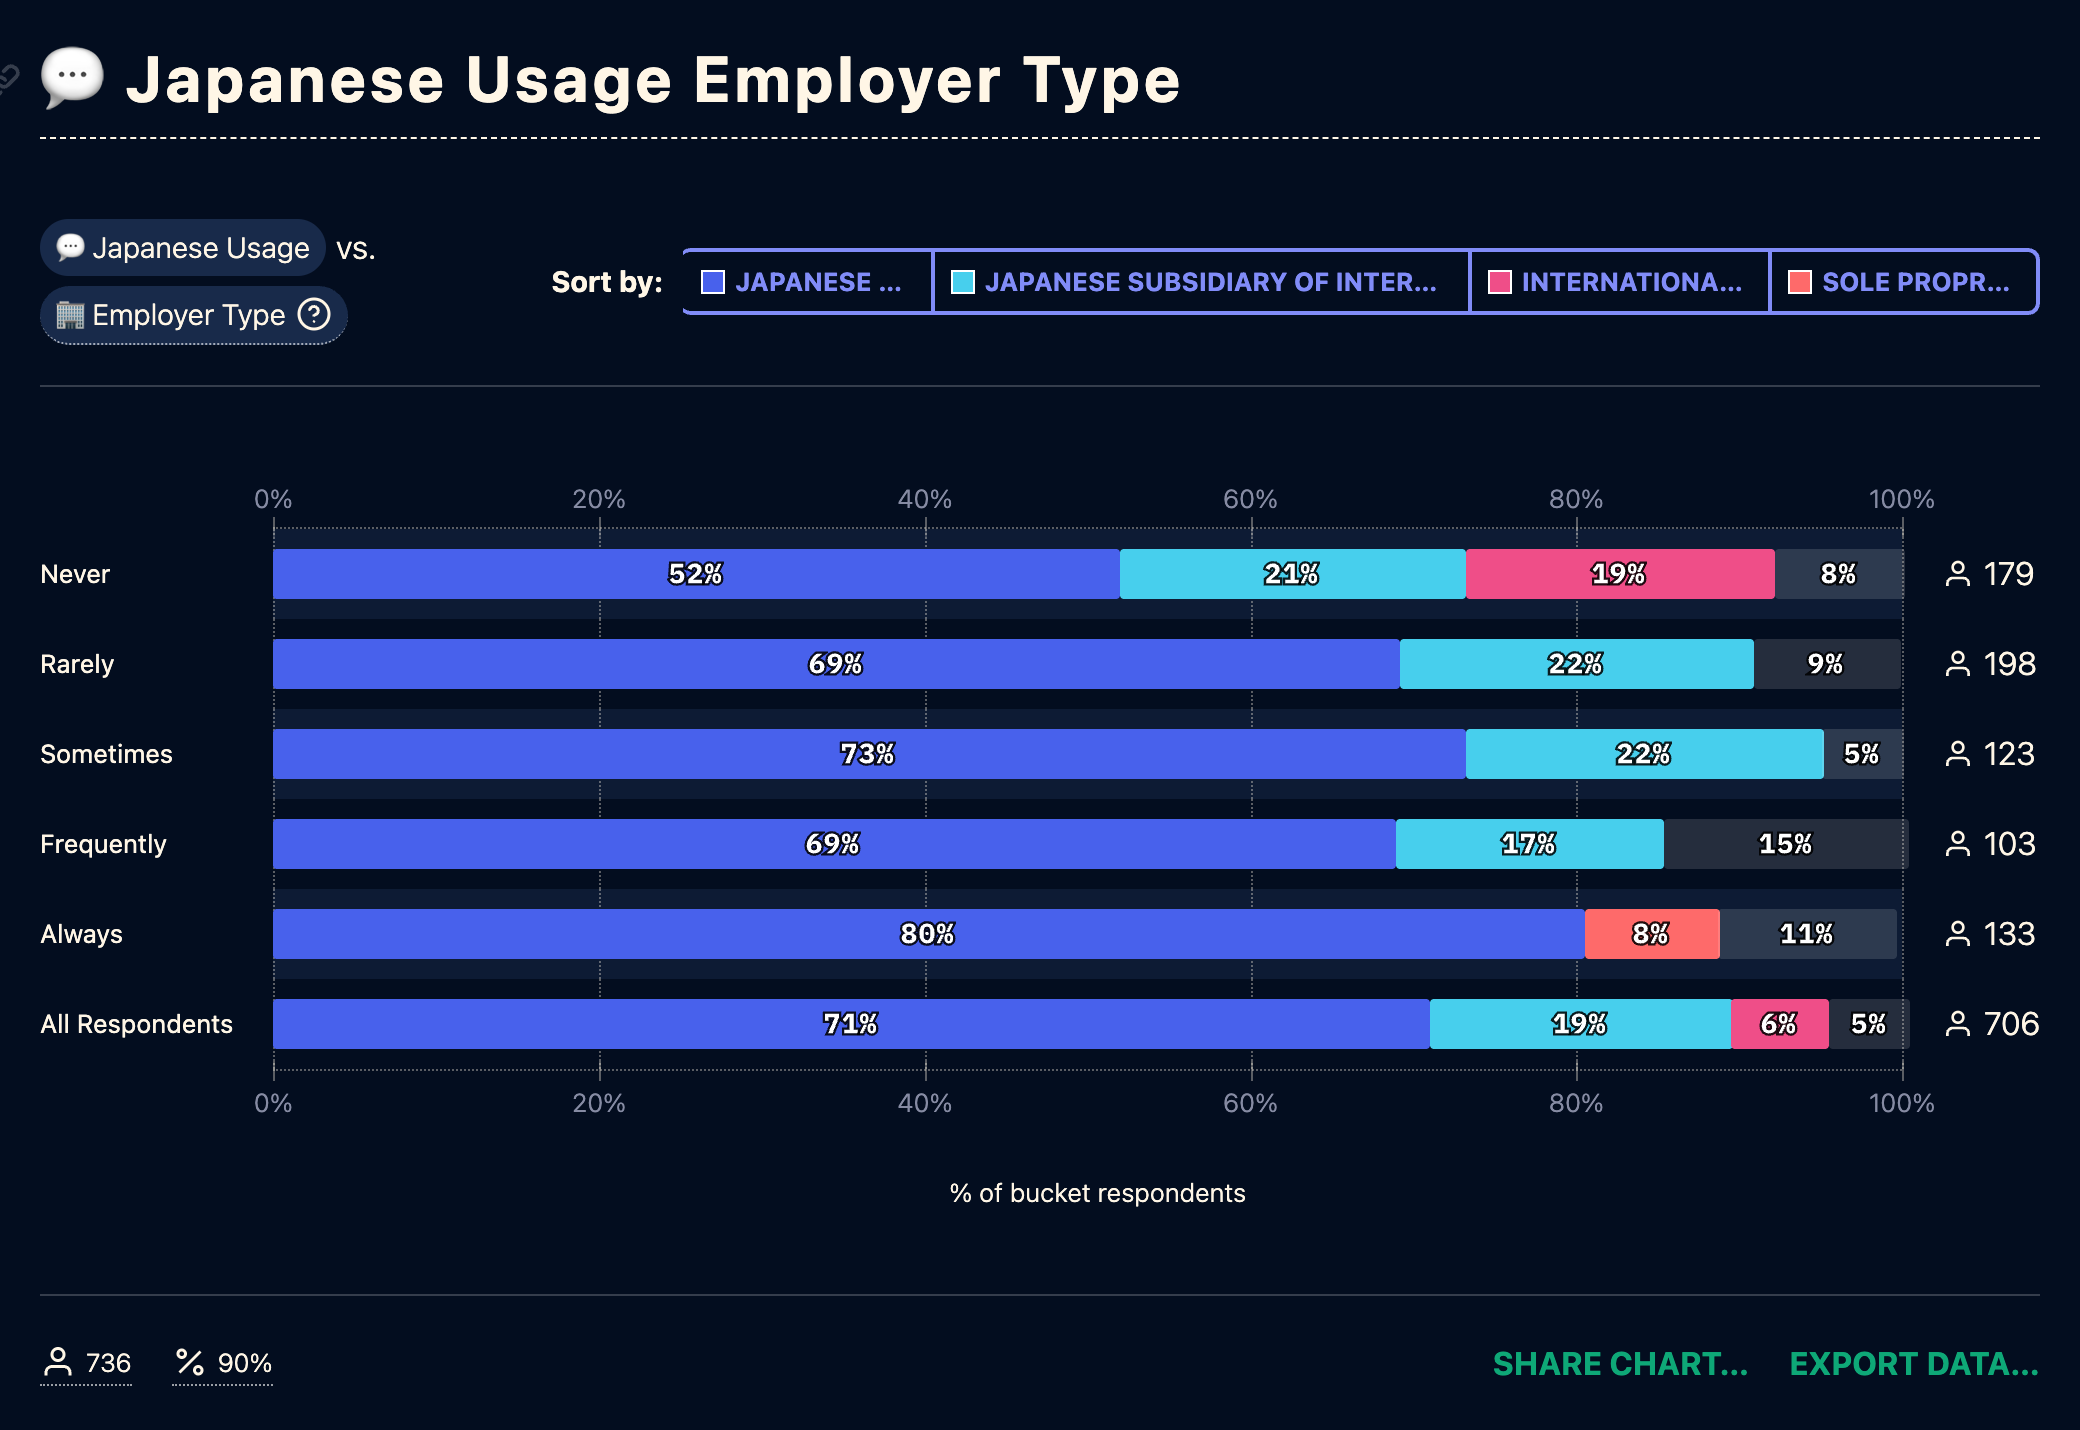 Japanese Usage Employer Type
Japanese Usage vs.
Employer Type
Sort by: JAPANESE ... JAPANESE SUBSIDIARY OF INTER... INTERNATIONA... SOLE PROPR...
0% 20% 40% 60% 80% 100%
Never 52% 21% 19% 8% 179
Rarely 69% 22% 9% 198
Sometimes 73% 22% 5% 123
Frequently 69% 17% 15% 103
Always 80% 8% 11% 133
All Respondents 71% 19% 6% 5% 706
0% 20% 40% 60% 80% 100%
% of bucket respondents
736 90% SHARE CHART... EXPORT DATA...